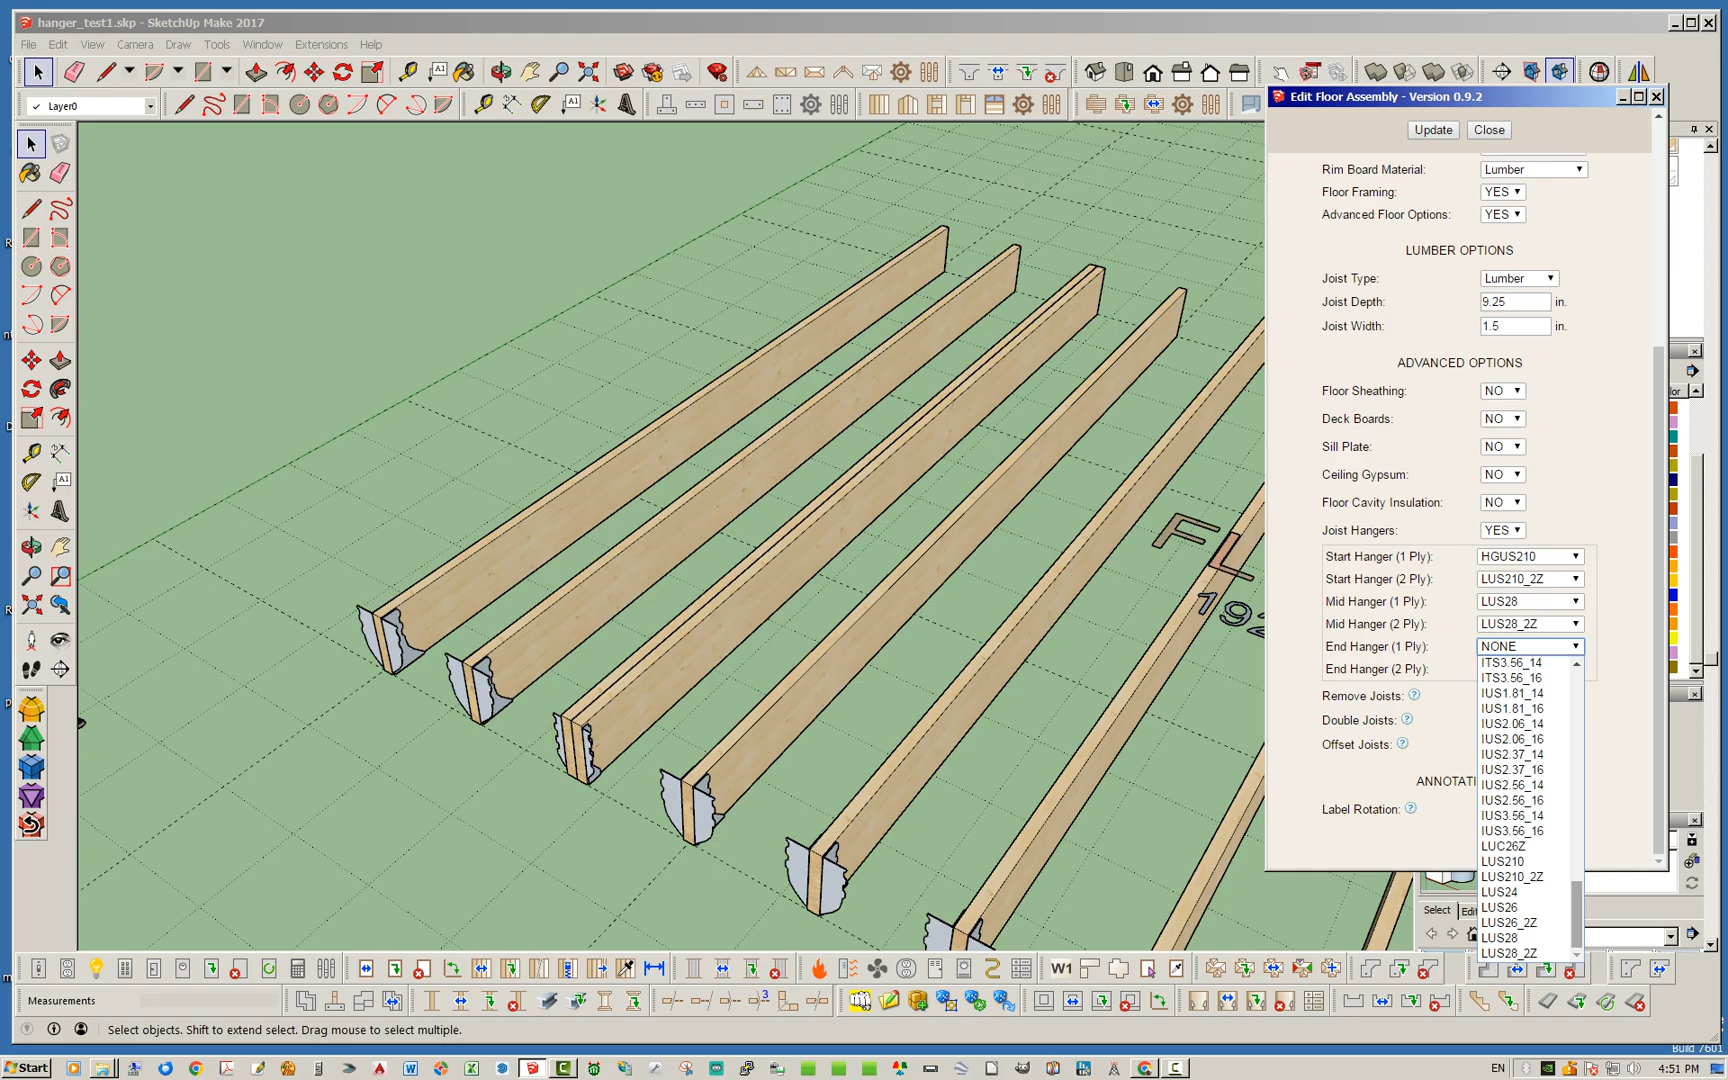 hanger_test1.skp - SketchUp Make 2017
File Edit View Camera Draw Tools Window Extensions Help
Layer0
Edit Floor Assembly - Version 0.9.2
Update Close
Rim Board Material: Lumber
Floor Framing: YES
Advanced Floor Options: YES
LUMBER OPTIONS
Joist Type: Lumber
Joist Depth: 9.25 in.
Joist Width: 1.5 in.
ADVANCED OPTIONS
Floor Sheathing: NO
Deck Boards: NO
Sill Plate: NO
Ceiling Gypsum: NO
Floor Cavity Insulation: NO
Joist Hangers: YES
Start Hanger (1 Ply): HGUS210
Start Hanger (2 Ply): LUS210_2Z
Mid Hanger (1 Ply): LUS28
Mid Hanger (2 Ply): LUS28_2Z
End Hanger (1 Ply): NONE
End Hanger (2 Ply):
Remove Joists: ?
Double Joists: ?
Offset Joists: ?
ANNOTATI
Label Rotation: ?
ITS3.56_14
ITS3.56_16
IUS1.81_14
IUS1.81_16
IUS2.06_14
IUS2.06_16
IUS2.37_14
IUS2.37_16
IUS2.56_14
IUS2.56_16
IUS3.56_14
IUS3.56_16
LUC26Z
LUS210
LUS210_2Z
LUS24
LUS26
LUS26_2Z
LUS28
LUS28_2Z
FL
192
Select Edi
W1
Measurements
Select objects. Shift to extend select. Drag mouse to select multiple.
Build 7601
Start
EN
4:51 PM